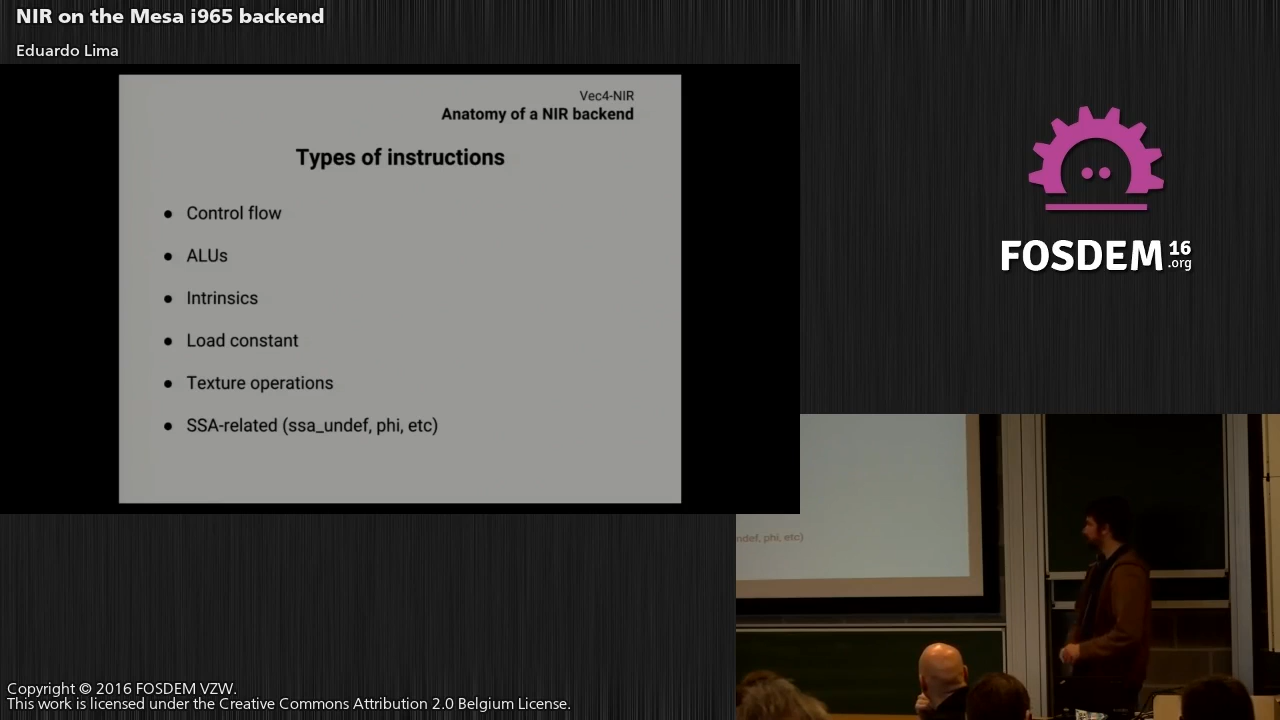 NIR on the Mesa i965 backend
Eduardo Lima
Vec4-NIR
Anatomy of a NIR backend
Types of instructions
● Control flow
● ALUs
● Intrinsics
● Load constant
● Texture operations
● SSA-related (ssa_undef, phi, etc)
FOSDEM 16 .org
ndef, phi, etc)
Copyright © 2016 FOSDEM VZW.
This work is licensed under the Creative Commons Attribution 2.0 Belgium License.